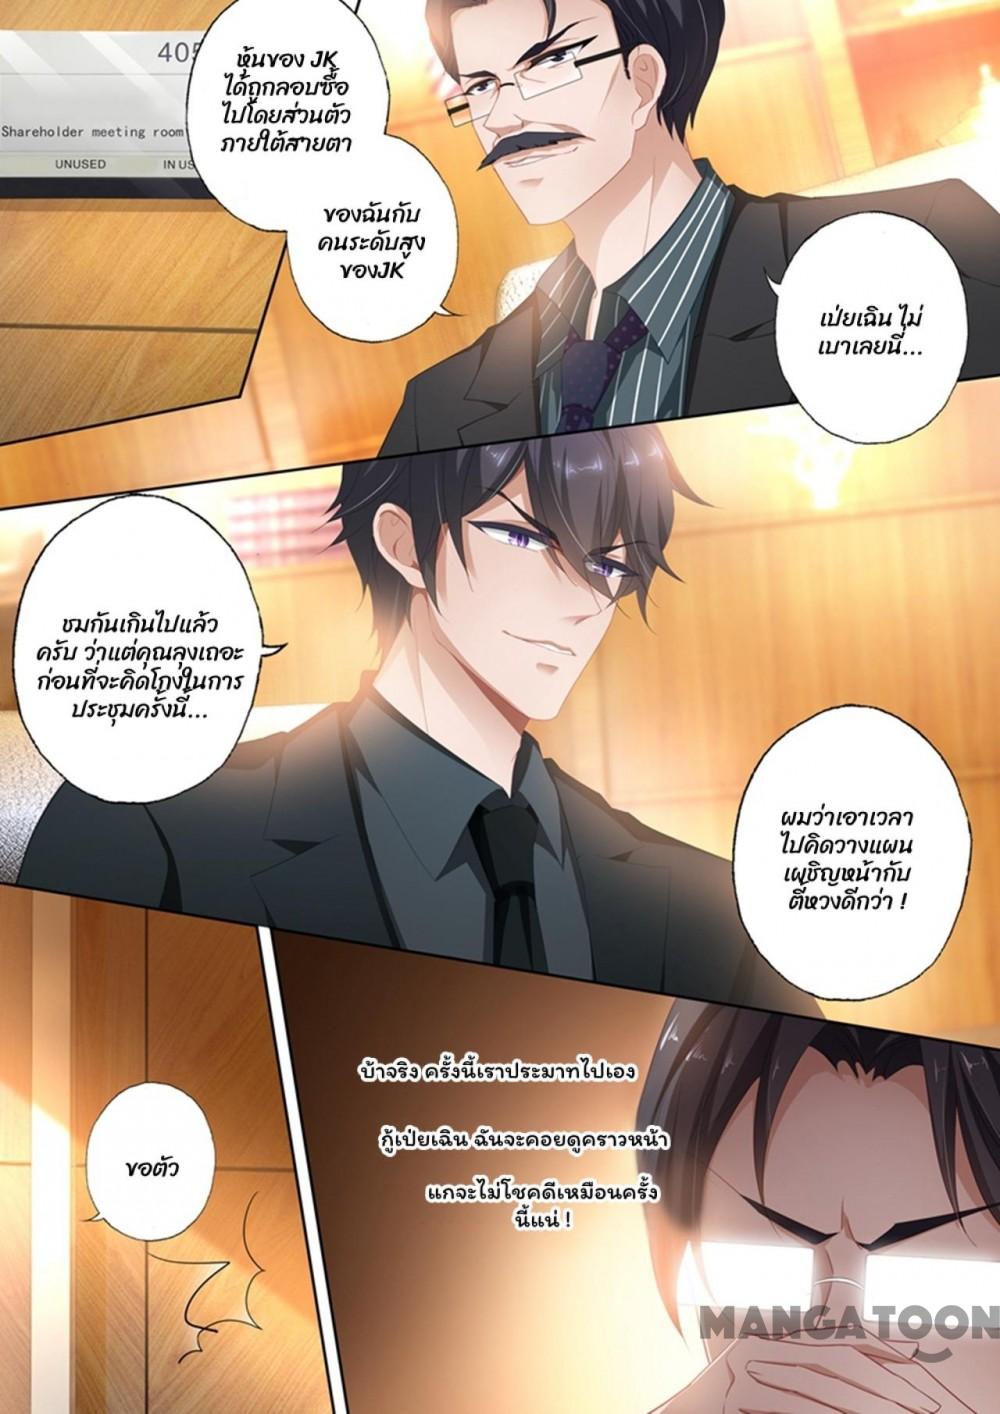 405
Shareholder meeting room
UNUSED
IN US
หุ้นของ JK
ได้ถูกลอบซื้อ
ไปโดยส่วนตัว
ภายใต้สายตา
ของฉันกับ
คนระดับสูง
ของJK
เป่ยเฉิน ไม่
เบาเลยนี่...
ชมกันเกินไปแล้ว
ครับ ว่าแต่คุณลุงเถอะ
ก่อนที่จะคิดโกงในการ
ประชุมครั้งนี้...
ผมว่าเอาเวลา
ไปคิดวางแผน
เผชิญหน้ากับ
ตี่หวงดีกว่า !
บ้าจริง ครั้งนี้เราประมาทไปเอง
กู้เป่ยเฉิน ฉันจะคอยดูคราวหน้า
แกจะไม่โชคดีเหมือนครั้ง
นี้แน่ !
ขอตัว
MANGATOON